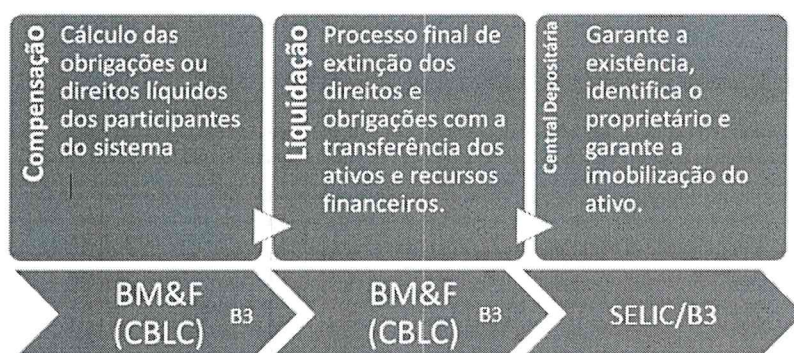 Compensação
Cálculo das
obrigações ou
direitos líquidos
dos participantes
do sistema
Liquidação
Processo final de
extinção dos
direitos e
obrigações com a
transferência dos
ativos e recursos
financeiros.
Central Depositária
Garante a
existência,
identifica o
proprietário e
garante a
imobilização do
ativo.
BM&F B3
(CBLC)
BM&F B3
(CBLC)
SELIC/B3